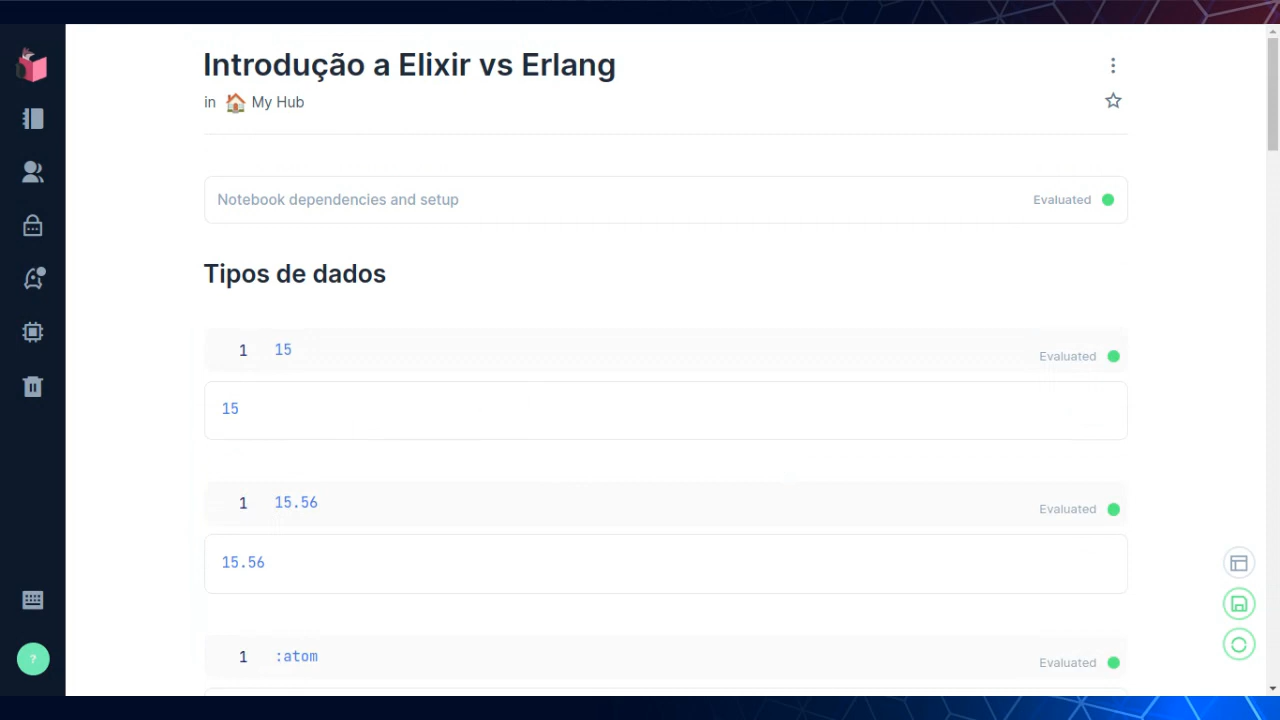 Introdução a Elixir vs Erlang
in 🏠 My Hub
Notebook dependencies and setup Evaluated
Tipos de dados
1 15
Evaluated
15
1 15.56
Evaluated
15.56
1 :atom
Evaluated
?